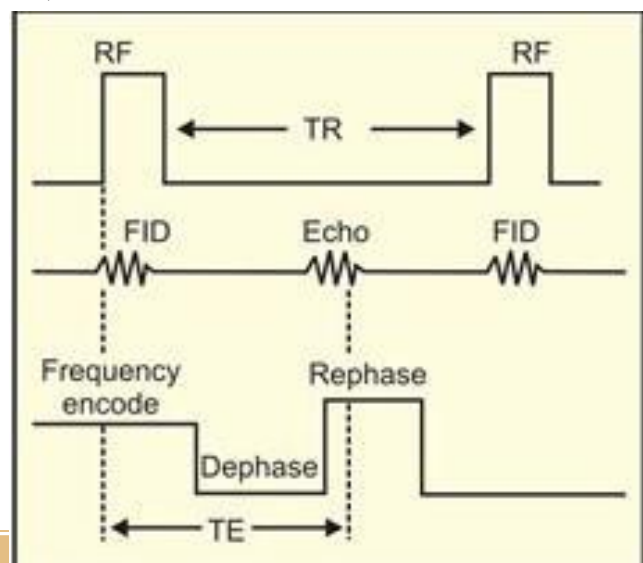 RF RF
TR
FID Echo FID
Frequency
encode
Rephase
Dephase
TE